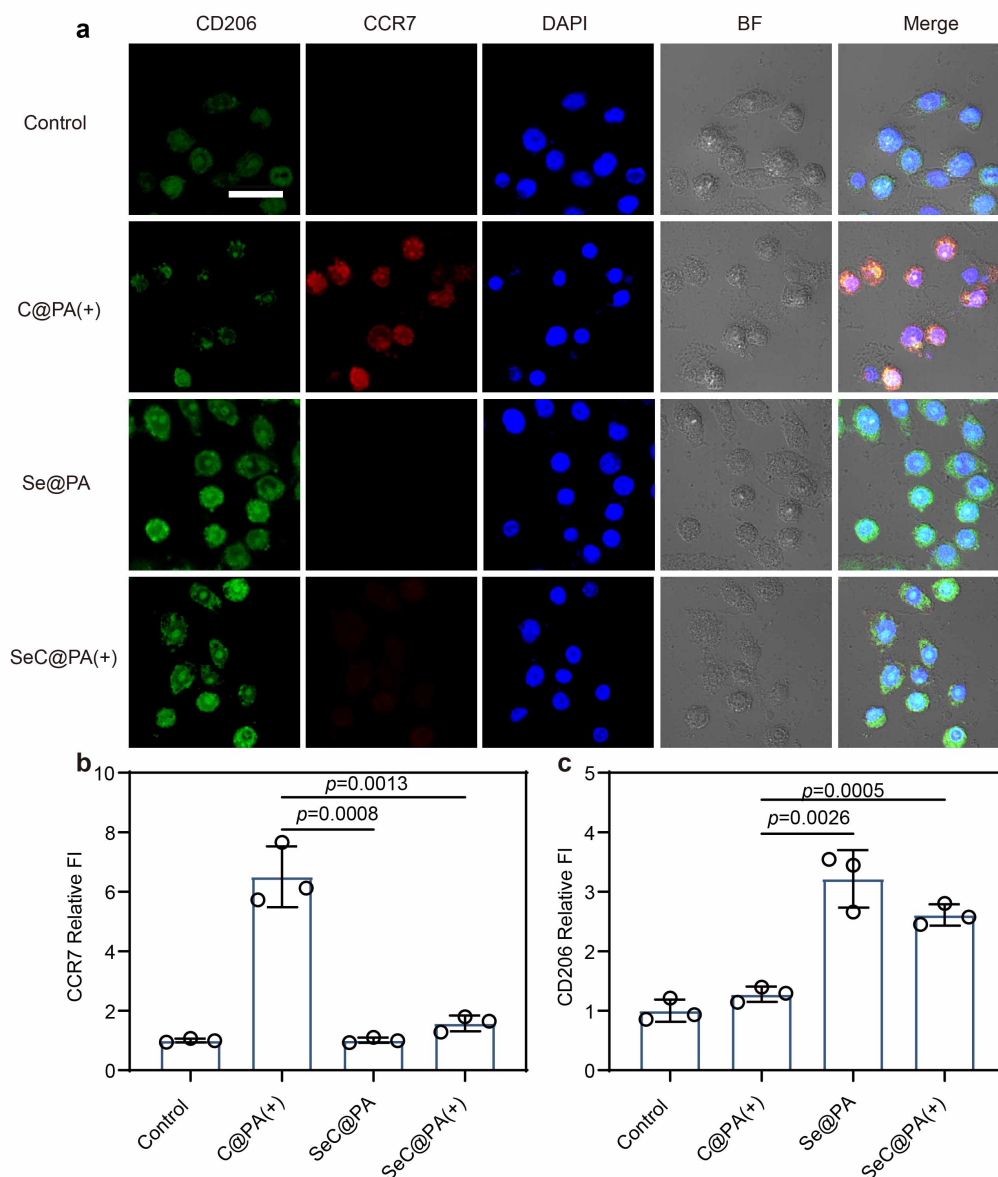 a
CD206 CCR7 DAPI BF Merge
Control
C@PA(+)
Se@PA
SeC@PA(+)
b
CCR7 Relative FI
10
8
6
4
2
0
p=0.0013
p=0.0008
Control C@PA(+) SeC@PA SeC@PA(+)
c
CD206 Relative FI
5
4
3
2
1
0
p=0.0005
p=0.0026
Control C@PA(+) Se@PA SeC@PA(+)